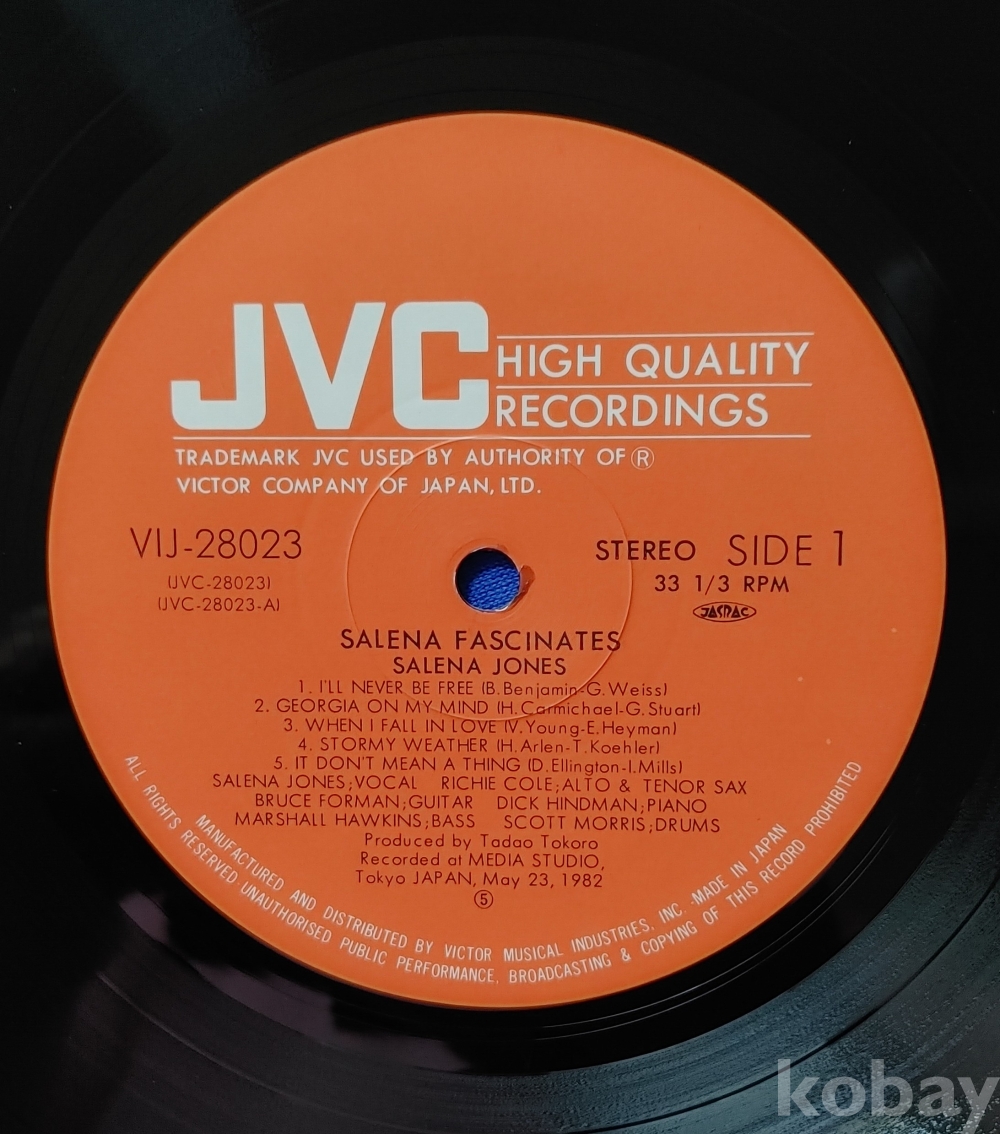 JVC
HIGH QUALITY
RECORDINGS
TRADEMARK JVC USED BY AUTHORITY OF Ⓡ
VICTOR COMPANY OF JAPAN, LTD.
VIJ-28023
(JVC-28023)
(JVC-28023-A)
STEREO SIDE 1
33 1/3 RPM
JASRAC
SALENA FASCINATES
SALENA JONES
1. I'LL NEVER BE FREE (B.Benjamin-G.Weiss)
2. GEORGIA ON MY MIND (H.Carmichael-G.Stuart)
3. WHEN I FALL IN LOVE (V.Young-E.Heyman)
4. STORMY WEATHER (H.Arlen-T.Koehler)
5. IT DON'T MEAN A THING (D.Ellington-I.Mills)
SALENA JONES;VOCAL RICHIE COLE;ALTO & TENOR SAX
BRUCE FORMAN;GUITAR DICK HINDMAN;PIANO
MARSHALL HAWKINS;BASS SCOTT MORRIS;DRUMS
Produced by Tadao Tokoro
Recorded at MEDIA STUDIO,
Tokyo JAPAN, May 23, 1982
⑤
MANUFACTURED AND DISTRIBUTED BY VICTOR MUSICAL INDUSTRIES, INC -MADE IN JAPAN
ALL RIGHTS RESERVED UNAUTHORISED PUBLIC PERFORMANCE, BROADCASTING & COPYING OF THIS RECORD PROHIBITED
kobay